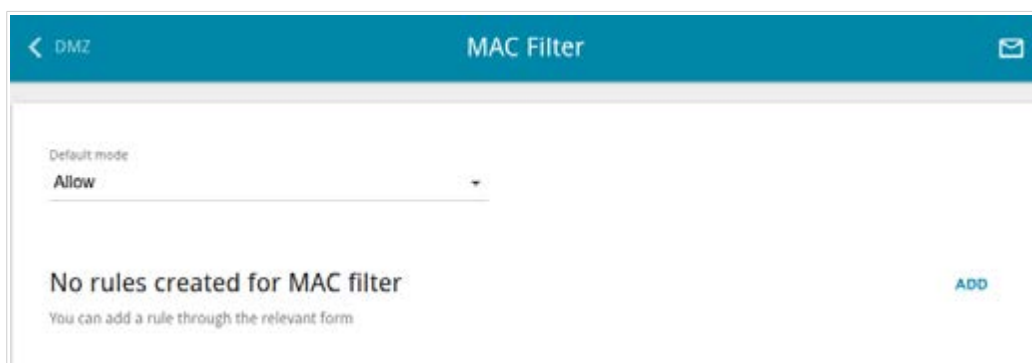 DMZ
MAC Filter
Default mode
Allow
No rules created for MAC filter
ADD
You can add a rule through the relevant form